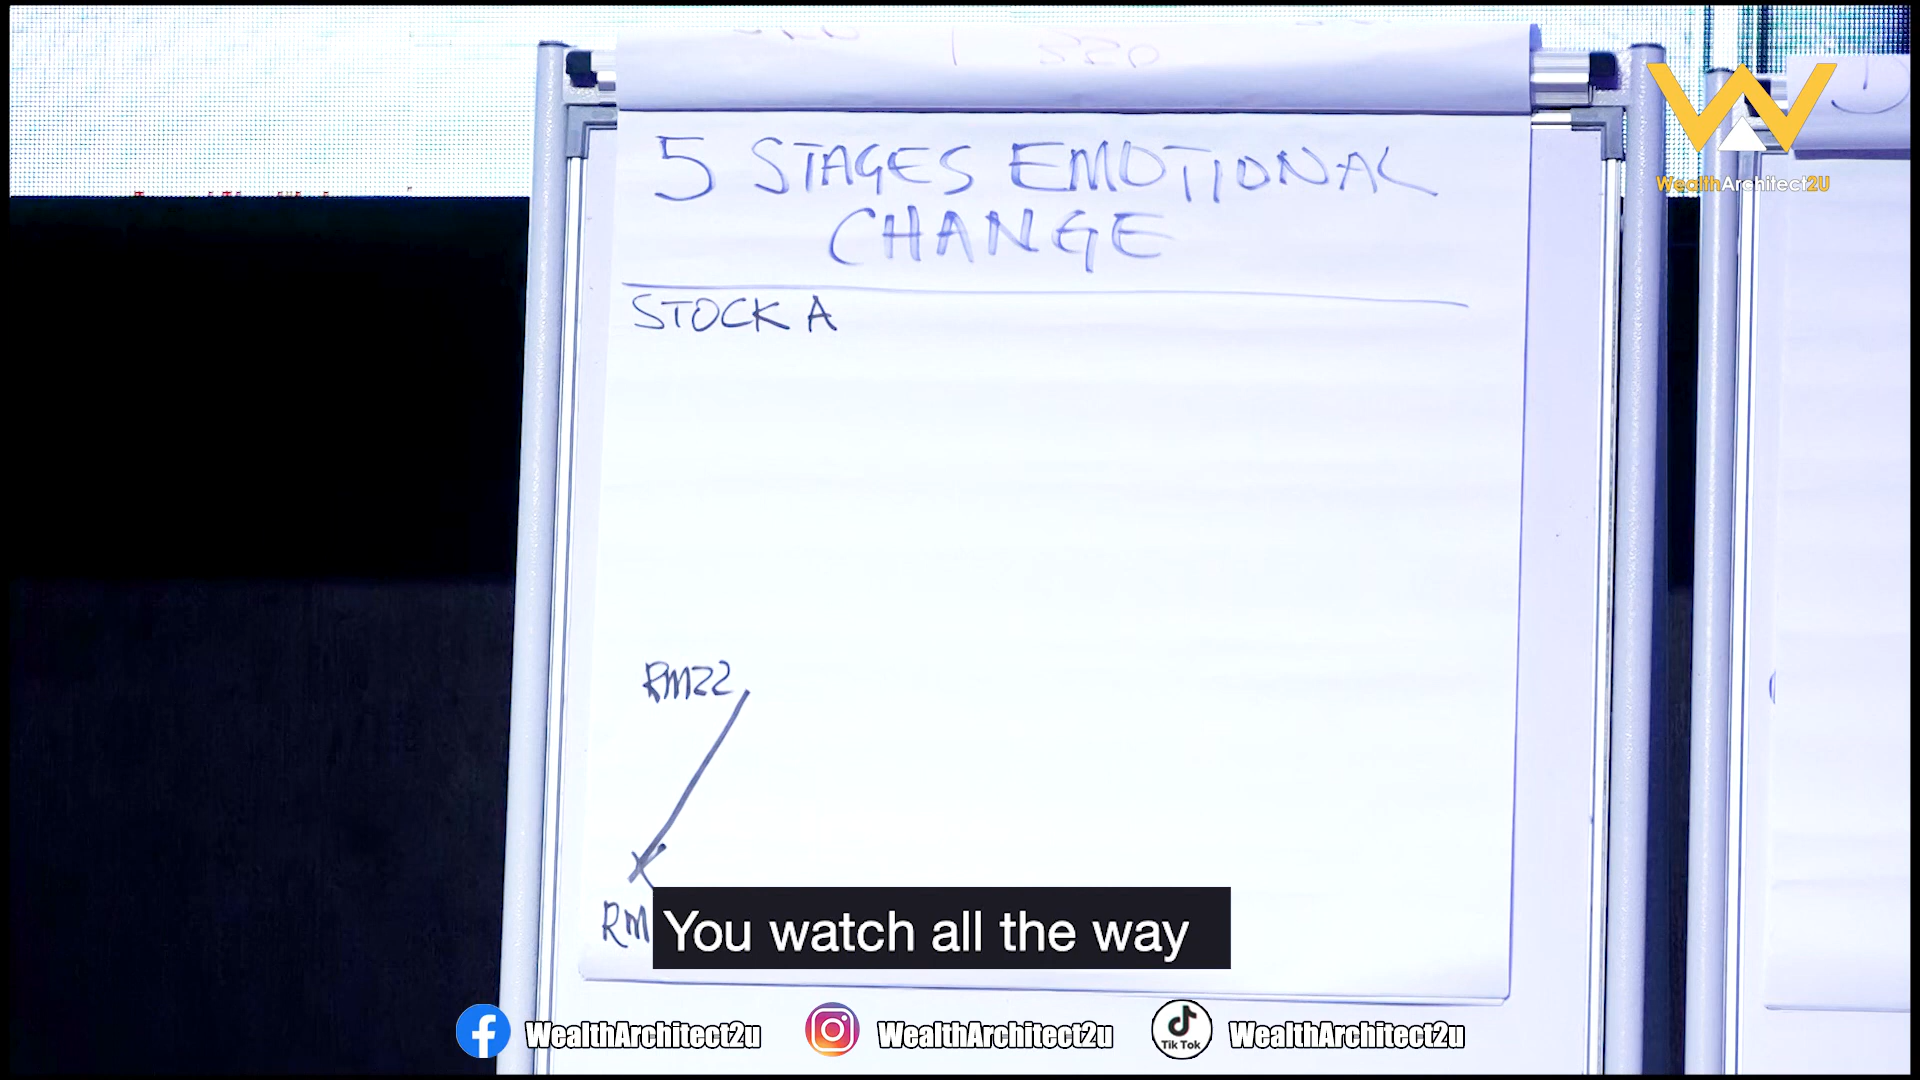 5 STAGES EMOTIONAL
CHANGE
STOCK A
RM22
RM
You watch all the way
WealthArchitect2U
WealthArchitect2u
WealthArchitect2u
Tik Tok
WealthArchitect2u